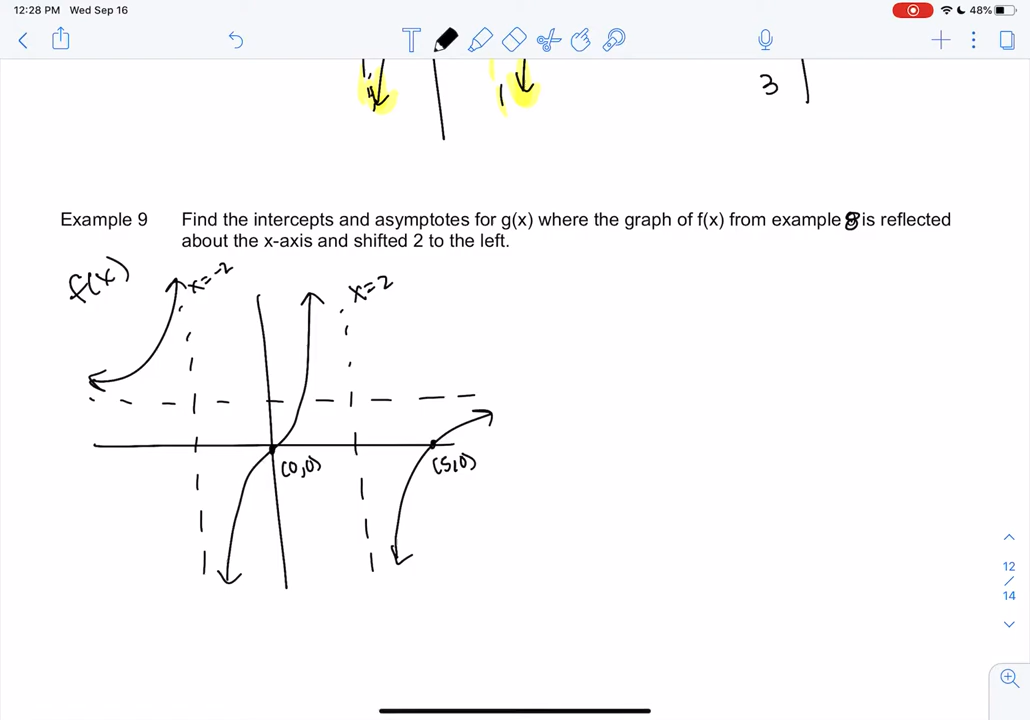 12:28 PM Wed Sep 16
48%
T
3
Example 9 Find the intercepts and asymptotes for g(x) where the graph of f(x) from example 8 is reflected
about the x-axis and shifted 2 to the left.
f(x)
x=-2
x=2
(0,0)
(5,0)
12
/
14